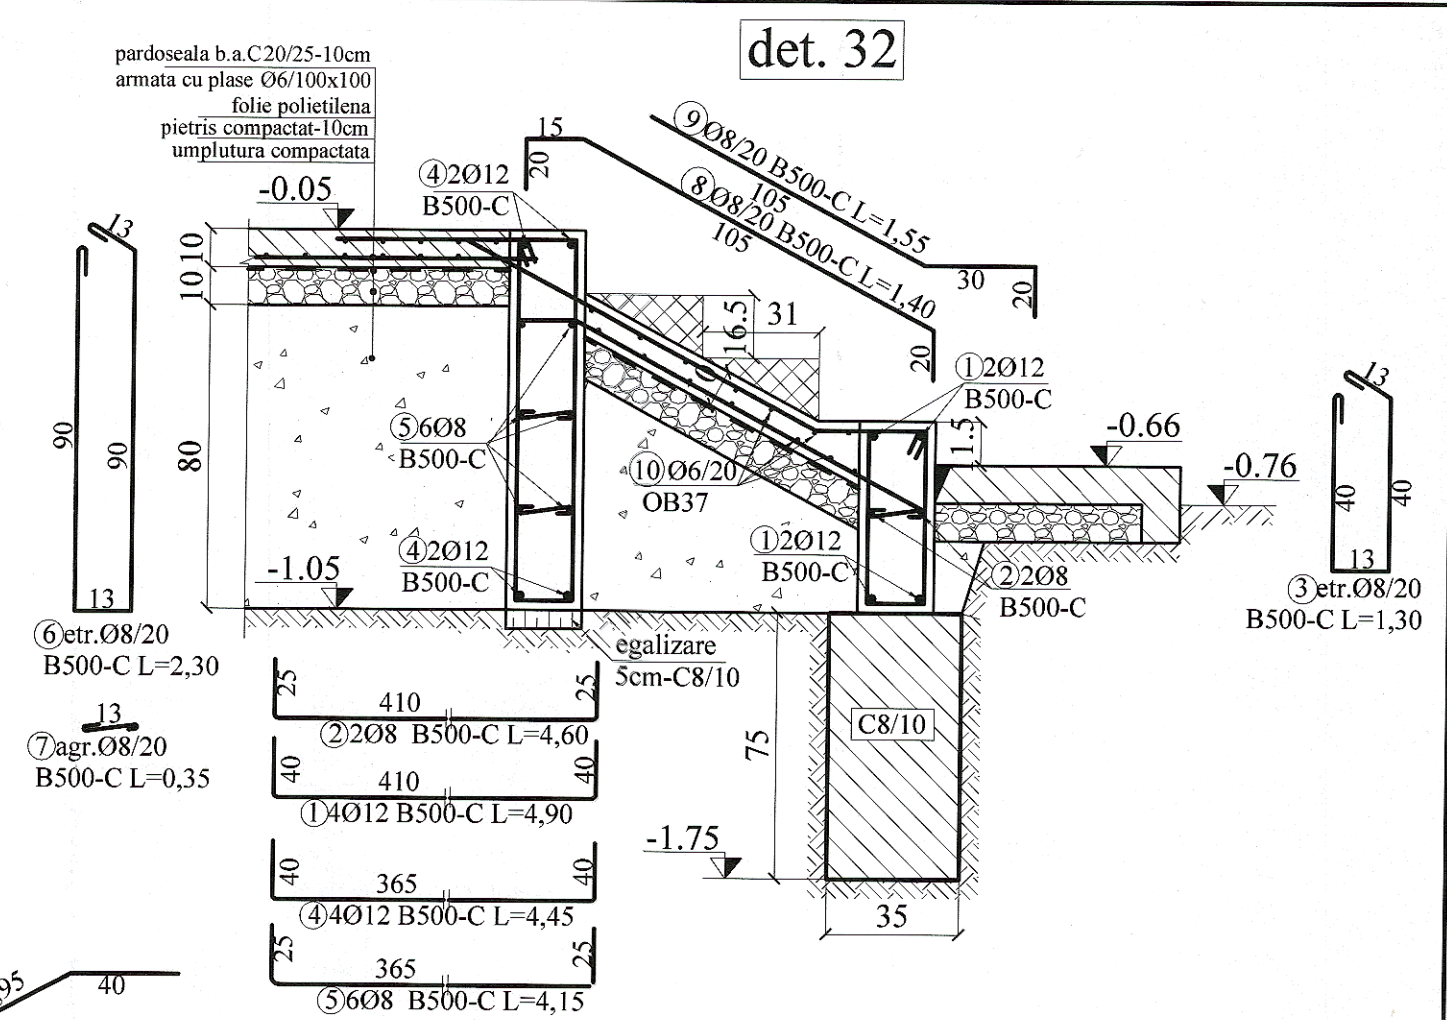 det. 32
pardoseala b.a.C20/25-10cm
armata cu plase Ø6/100x100
folie polietilena
pietris compactat-10cm
umplutura compactata
-0.05
④2Ø12
B500-C
15
20
⑨Ø8/20 B500-C L=1,55
105
30
20
⑧Ø8/20 B500-C L=1,40
105
20
13
90
90
13
⑥etr.Ø8/20
B500-C L=2,30
13
⑦agr.Ø8/20
B500-C L=0,35
10
10
80
16.5
31
①2Ø12
B500-C
⑤6Ø8
B500-C
⑩Ø6/20
OB37
1.5
-0.66
-0.76
④2Ø12
B500-C
①2Ø12
B500-C
②2Ø8
B500-C
-1.05
egalizare
5cm-C8/10
13
40
40
13
③etr.Ø8/20
B500-C L=1,30
25
410
25
②2Ø8 B500-C L=4,60
40
410
40
①4Ø12 B500-C L=4,90
40
365
40
④4Ø12 B500-C L=4,45
25
365
25
⑤6Ø8 B500-C L=4,15
C8/10
75
-1.75
35
40